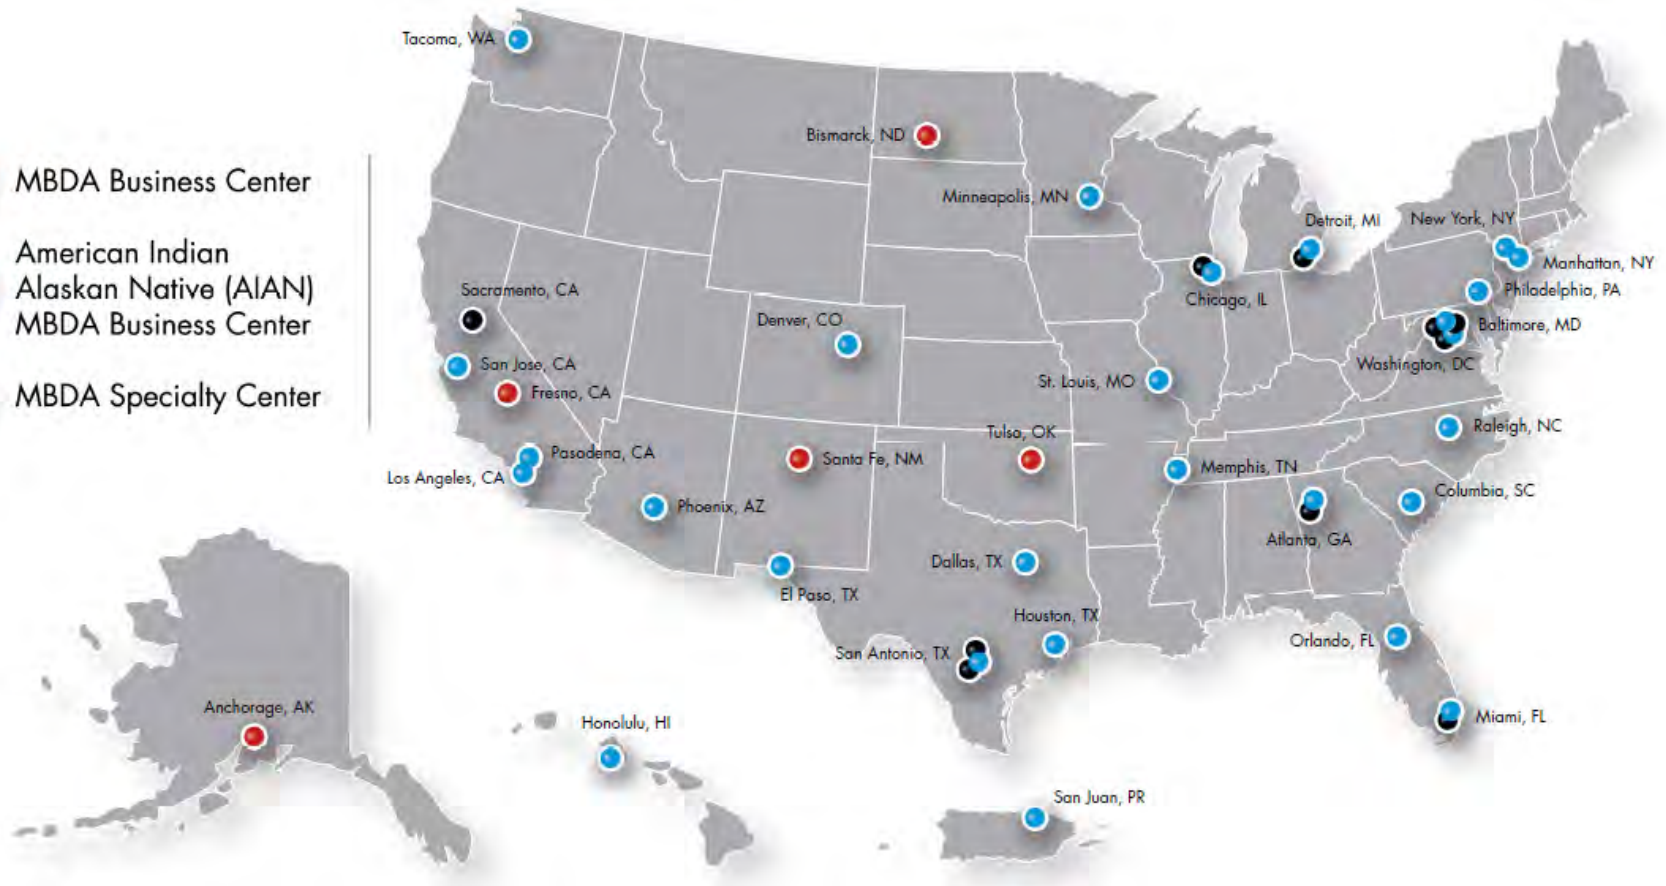 Tacoma, WA
Bismarck, ND
MBDA Business Center
Minneapolis, MN
Detroit, MI
New York, NY
American Indian
Alaskan Native (AIAN)
MBDA Business Center
Manhattan, NY
Sacramento, CA
Chicago, IL
Philadelphia, PA
Denver, CO
Baltimore, MD
San Jose, CA
Washington, DC
MBDA Specialty Center
Fresno, CA
St. Louis, MO
Tulsa, OK
Raleigh, NC
Pasadena, CA
Santa Fe, NM
Memphis, TN
Los Angeles, CA
Columbia, SC
Phoenix, AZ
Atlanta, GA
Dallas, TX
El Paso, TX
Houston, TX
Orlando, FL
San Antonio, TX
Anchorage, AK
Honolulu, HI
Miami, FL
San Juan, PR